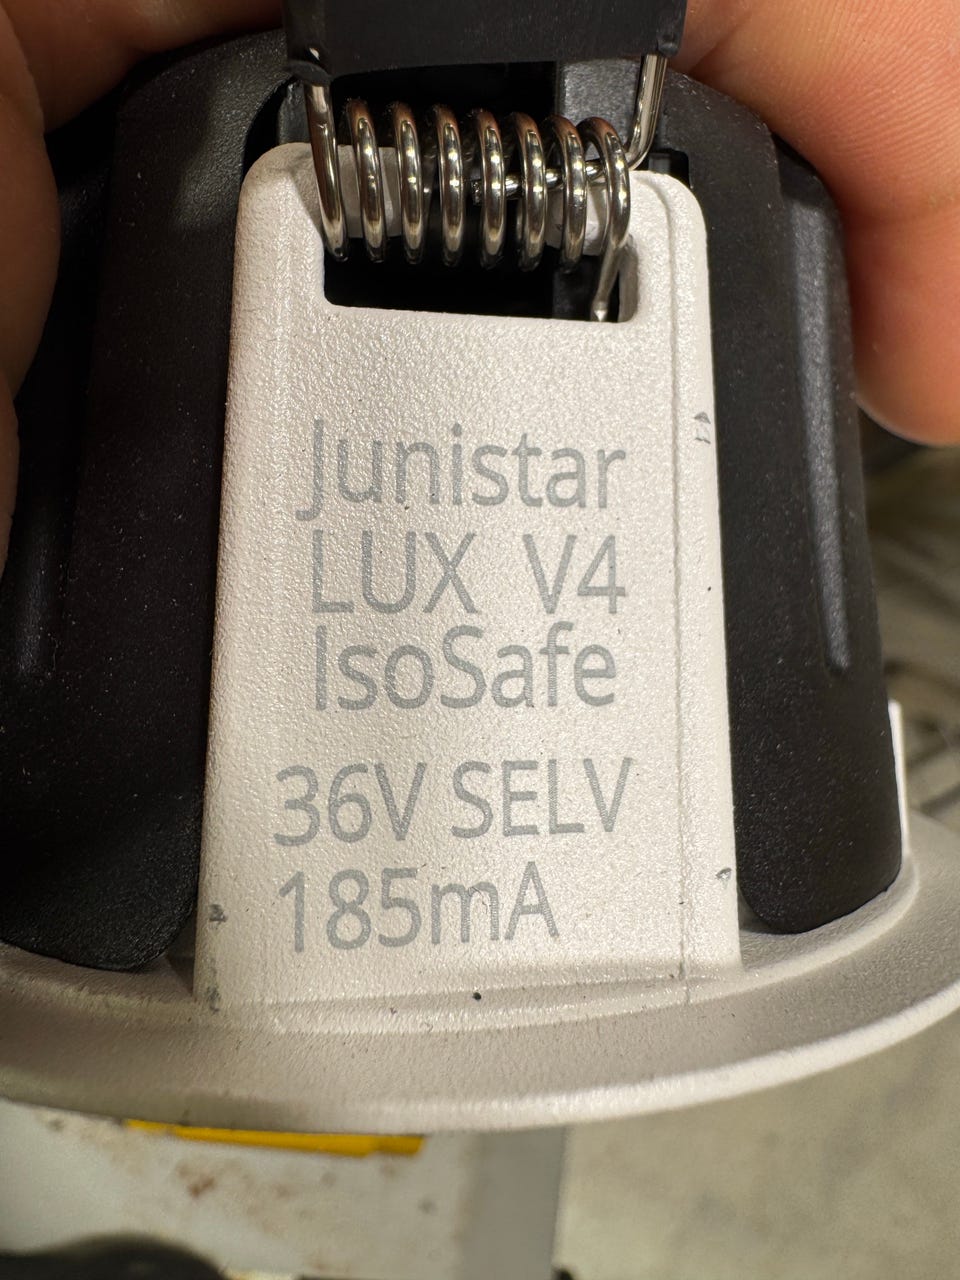 Junistar
LUX V4
IsoSafe
36V SELV
185mA